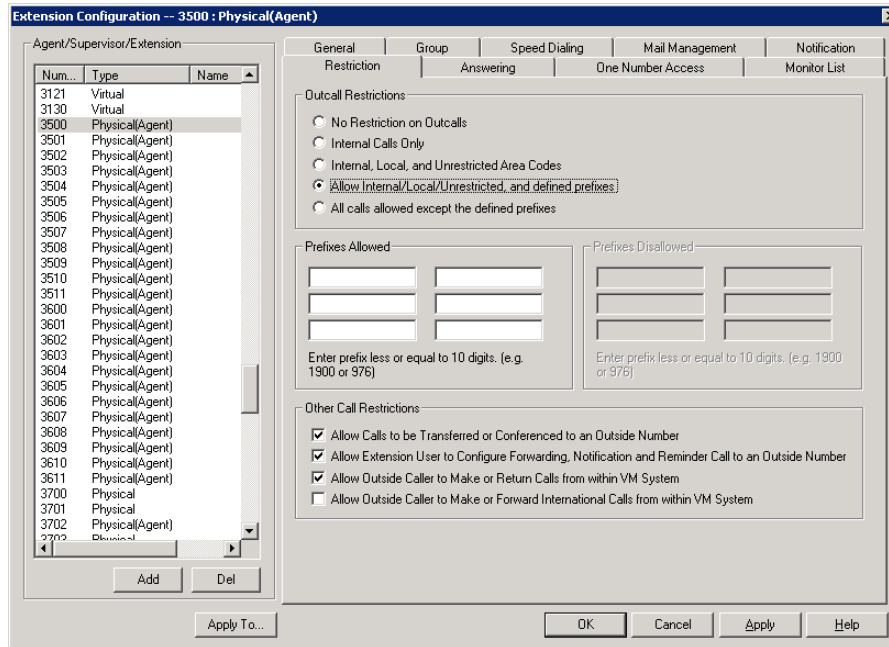 Extension Configuration -- 3500 : Physical(Agent)
Agent/Supervisor/Extension
Num... Type Name
3121 Virtual
3130 Virtual
3500 Physical(Agent)
3501 Physical(Agent)
3502 Physical(Agent)
3503 Physical(Agent)
3504 Physical(Agent)
3505 Physical(Agent)
3506 Physical(Agent)
3507 Physical(Agent)
3508 Physical(Agent)
3509 Physical(Agent)
3510 Physical(Agent)
3511 Physical(Agent)
3600 Physical(Agent)
3601 Physical(Agent)
3602 Physical(Agent)
3603 Physical(Agent)
3604 Physical(Agent)
3605 Physical(Agent)
3606 Physical(Agent)
3607 Physical(Agent)
3608 Physical(Agent)
3609 Physical(Agent)
3610 Physical(Agent)
3611 Physical(Agent)
3700 Physical
3701 Physical
3702 Physical(Agent)
3703 Physical
Add Del
Apply To...
General Group Speed Dialing Mail Management Notification
Restriction Answering One Number Access Monitor List
Outcall Restrictions
No Restriction on Outcalls
Internal Calls Only
Internal, Local, and Unrestricted Area Codes
Allow Internal/Local/Unrestricted, and defined prefixes
All calls allowed except the defined prefixes
Prefixes Allowed
Enter prefix less or equal to 10 digits. (e.g.
1900 or 976)
Prefixes Disallowed
Enter prefix less or equal to 10 digits. (e.g. 1900
or 976)
Other Call Restrictions
Allow Calls to be Transferred or Conferenced to an Outside Number
Allow Extension User to Configure Forwarding, Notification and Reminder Call to an Outside Number
Allow Outside Caller to Make or Return Calls from within VM System
Allow Outside Caller to Make or Forward International Calls from within VM System
OK Cancel Apply Help